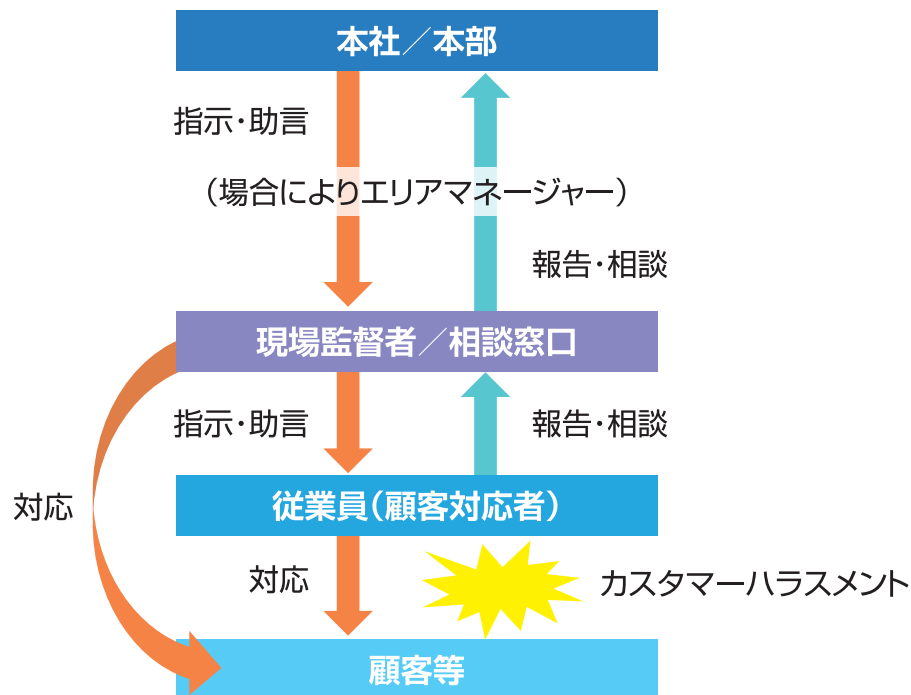 本社／本部
指示・助言
（場合によりエリアマネージャー）
報告・相談
現場監督者／相談窓口
指示・助言
報告・相談
対応
従業員（顧客対応者）
対応
カスタマーハラスメント
顧客等